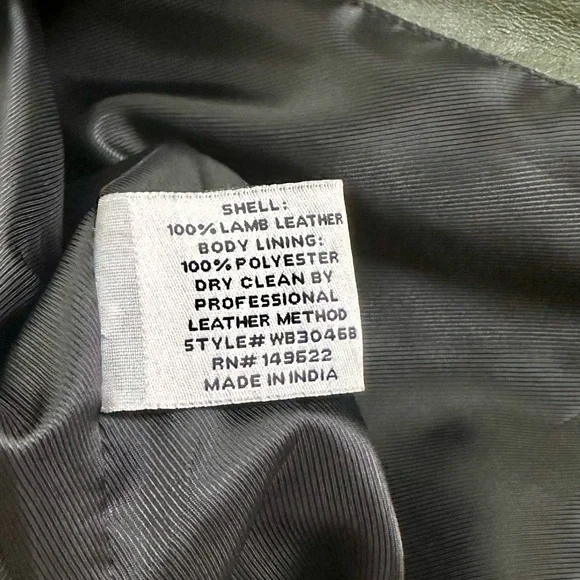 SHELL:
100% LAMB LEATHER
BODY LINING:
100% POLYESTER
DRY CLEAN BY
PROFESSIONAL
LEATHER METHOD
STYLE# WB3046B
RN# 149622
MADE IN INDIA